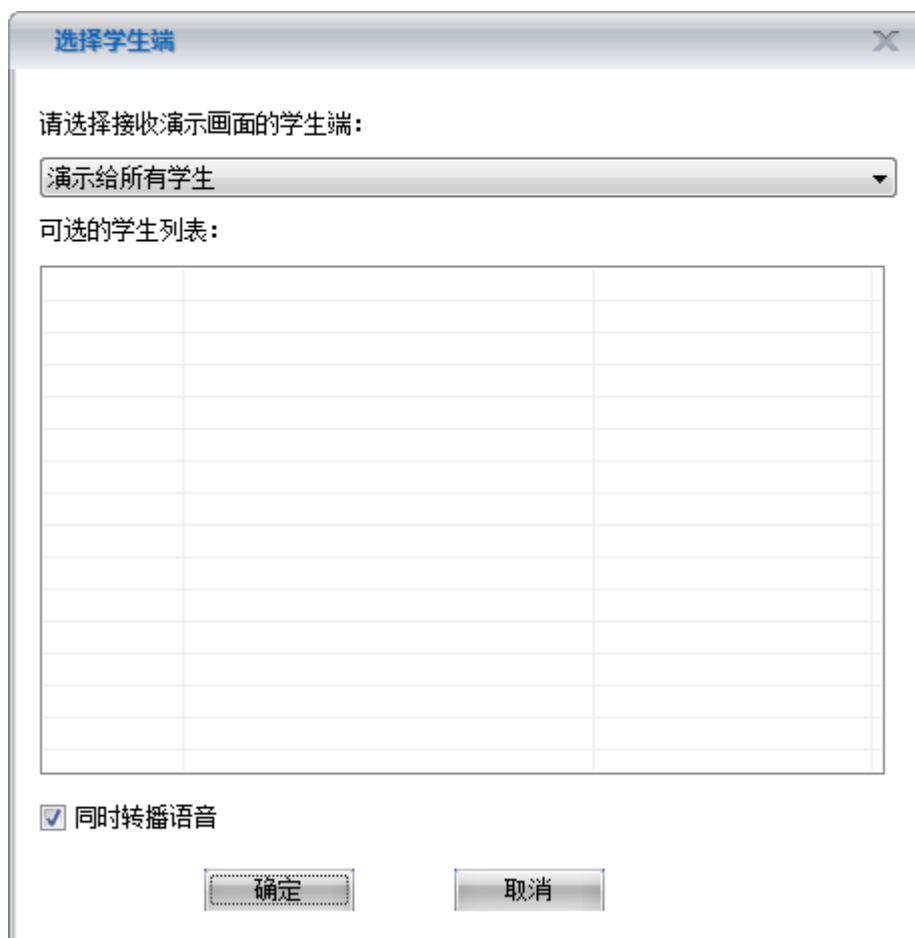 选择学生端
请选择接收演示画面的学生端：
演示给所有学生
可选的学生列表：
同时转播语音
确定
取消